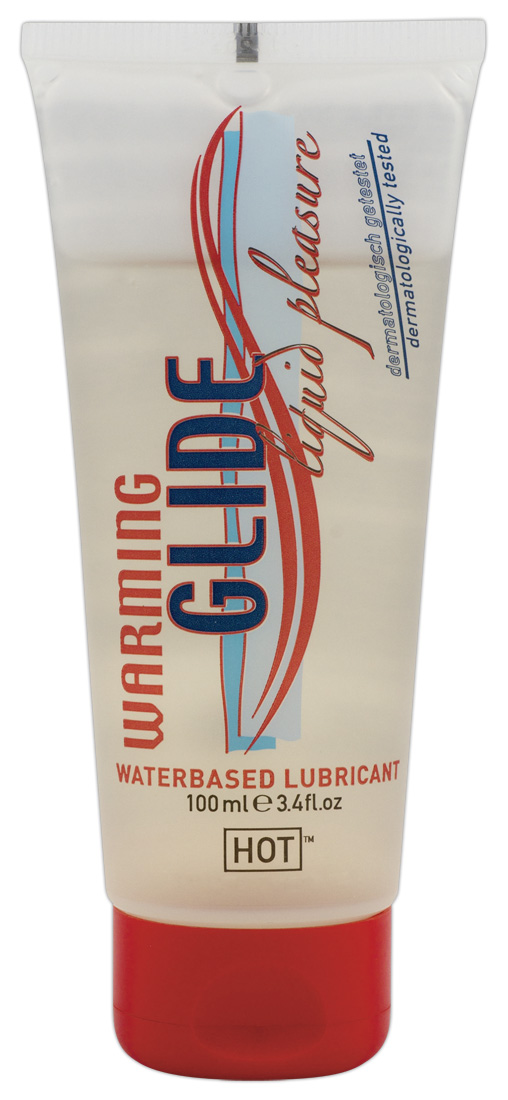 WARMING
GLIDE
liquid pleasure
dermatologisch getestet
dermatologically tested
WATERBASED LUBRICANT
100 ml ℮ 3.4fl.oz
HOT™